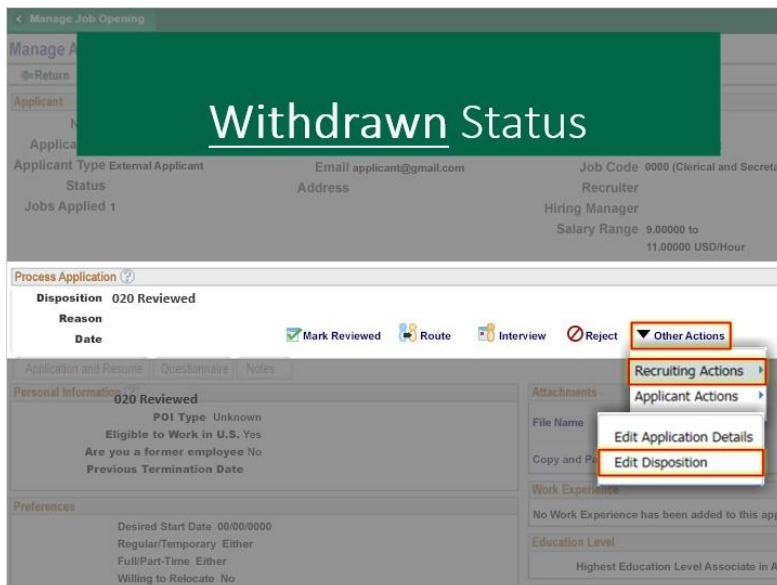 Manage Job Opening
Manage A
Return
Withdrawn Status
Applicant
N
Applica
Applicant Type External Applicant
Email applicant@gmail.com
Job Code 0000 (Clerical and Secreta
Status
Address
Recruiter
Jobs Applied 1
Hiring Manager
Salary Range 9.00000 to
11.00000 USD/Hour
Process Application
Disposition 020 Reviewed
Reason
Date
Mark Reviewed Route Interview Reject Other Actions
Recruiting Actions
Applicant Actions
Edit Application Details
Edit Disposition
Application and Resume Questionnaire Notes
Personal Information
020 Reviewed
POI Type Unknown
Eligible to Work in U.S. Yes
Are you a former employee No
Previous Termination Date
Attachments
File Name
Copy and Pa
Work Experience
No Work Experience has been added to this app
Preferences
Desired Start Date 00/00/0000
Regular/Temporary Either
Full/Part-Time Either
Willing to Relocate No
Education Level
Highest Education Level Associate in A